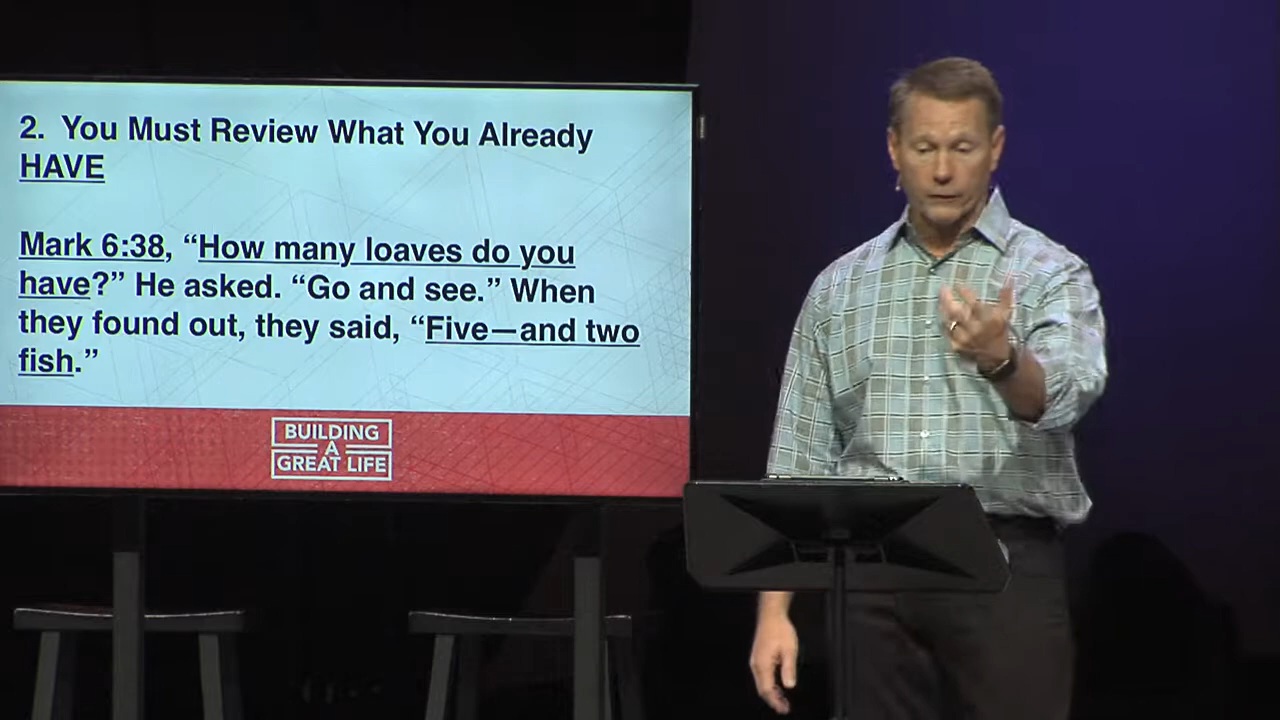 2. You Must Review What You Already
HAVE
Mark 6:38, “How many loaves do you
have?” He asked. “Go and see.” When
they found out, they said, “Five—and two
fish.”
BUILDING
A
GREAT LIFE